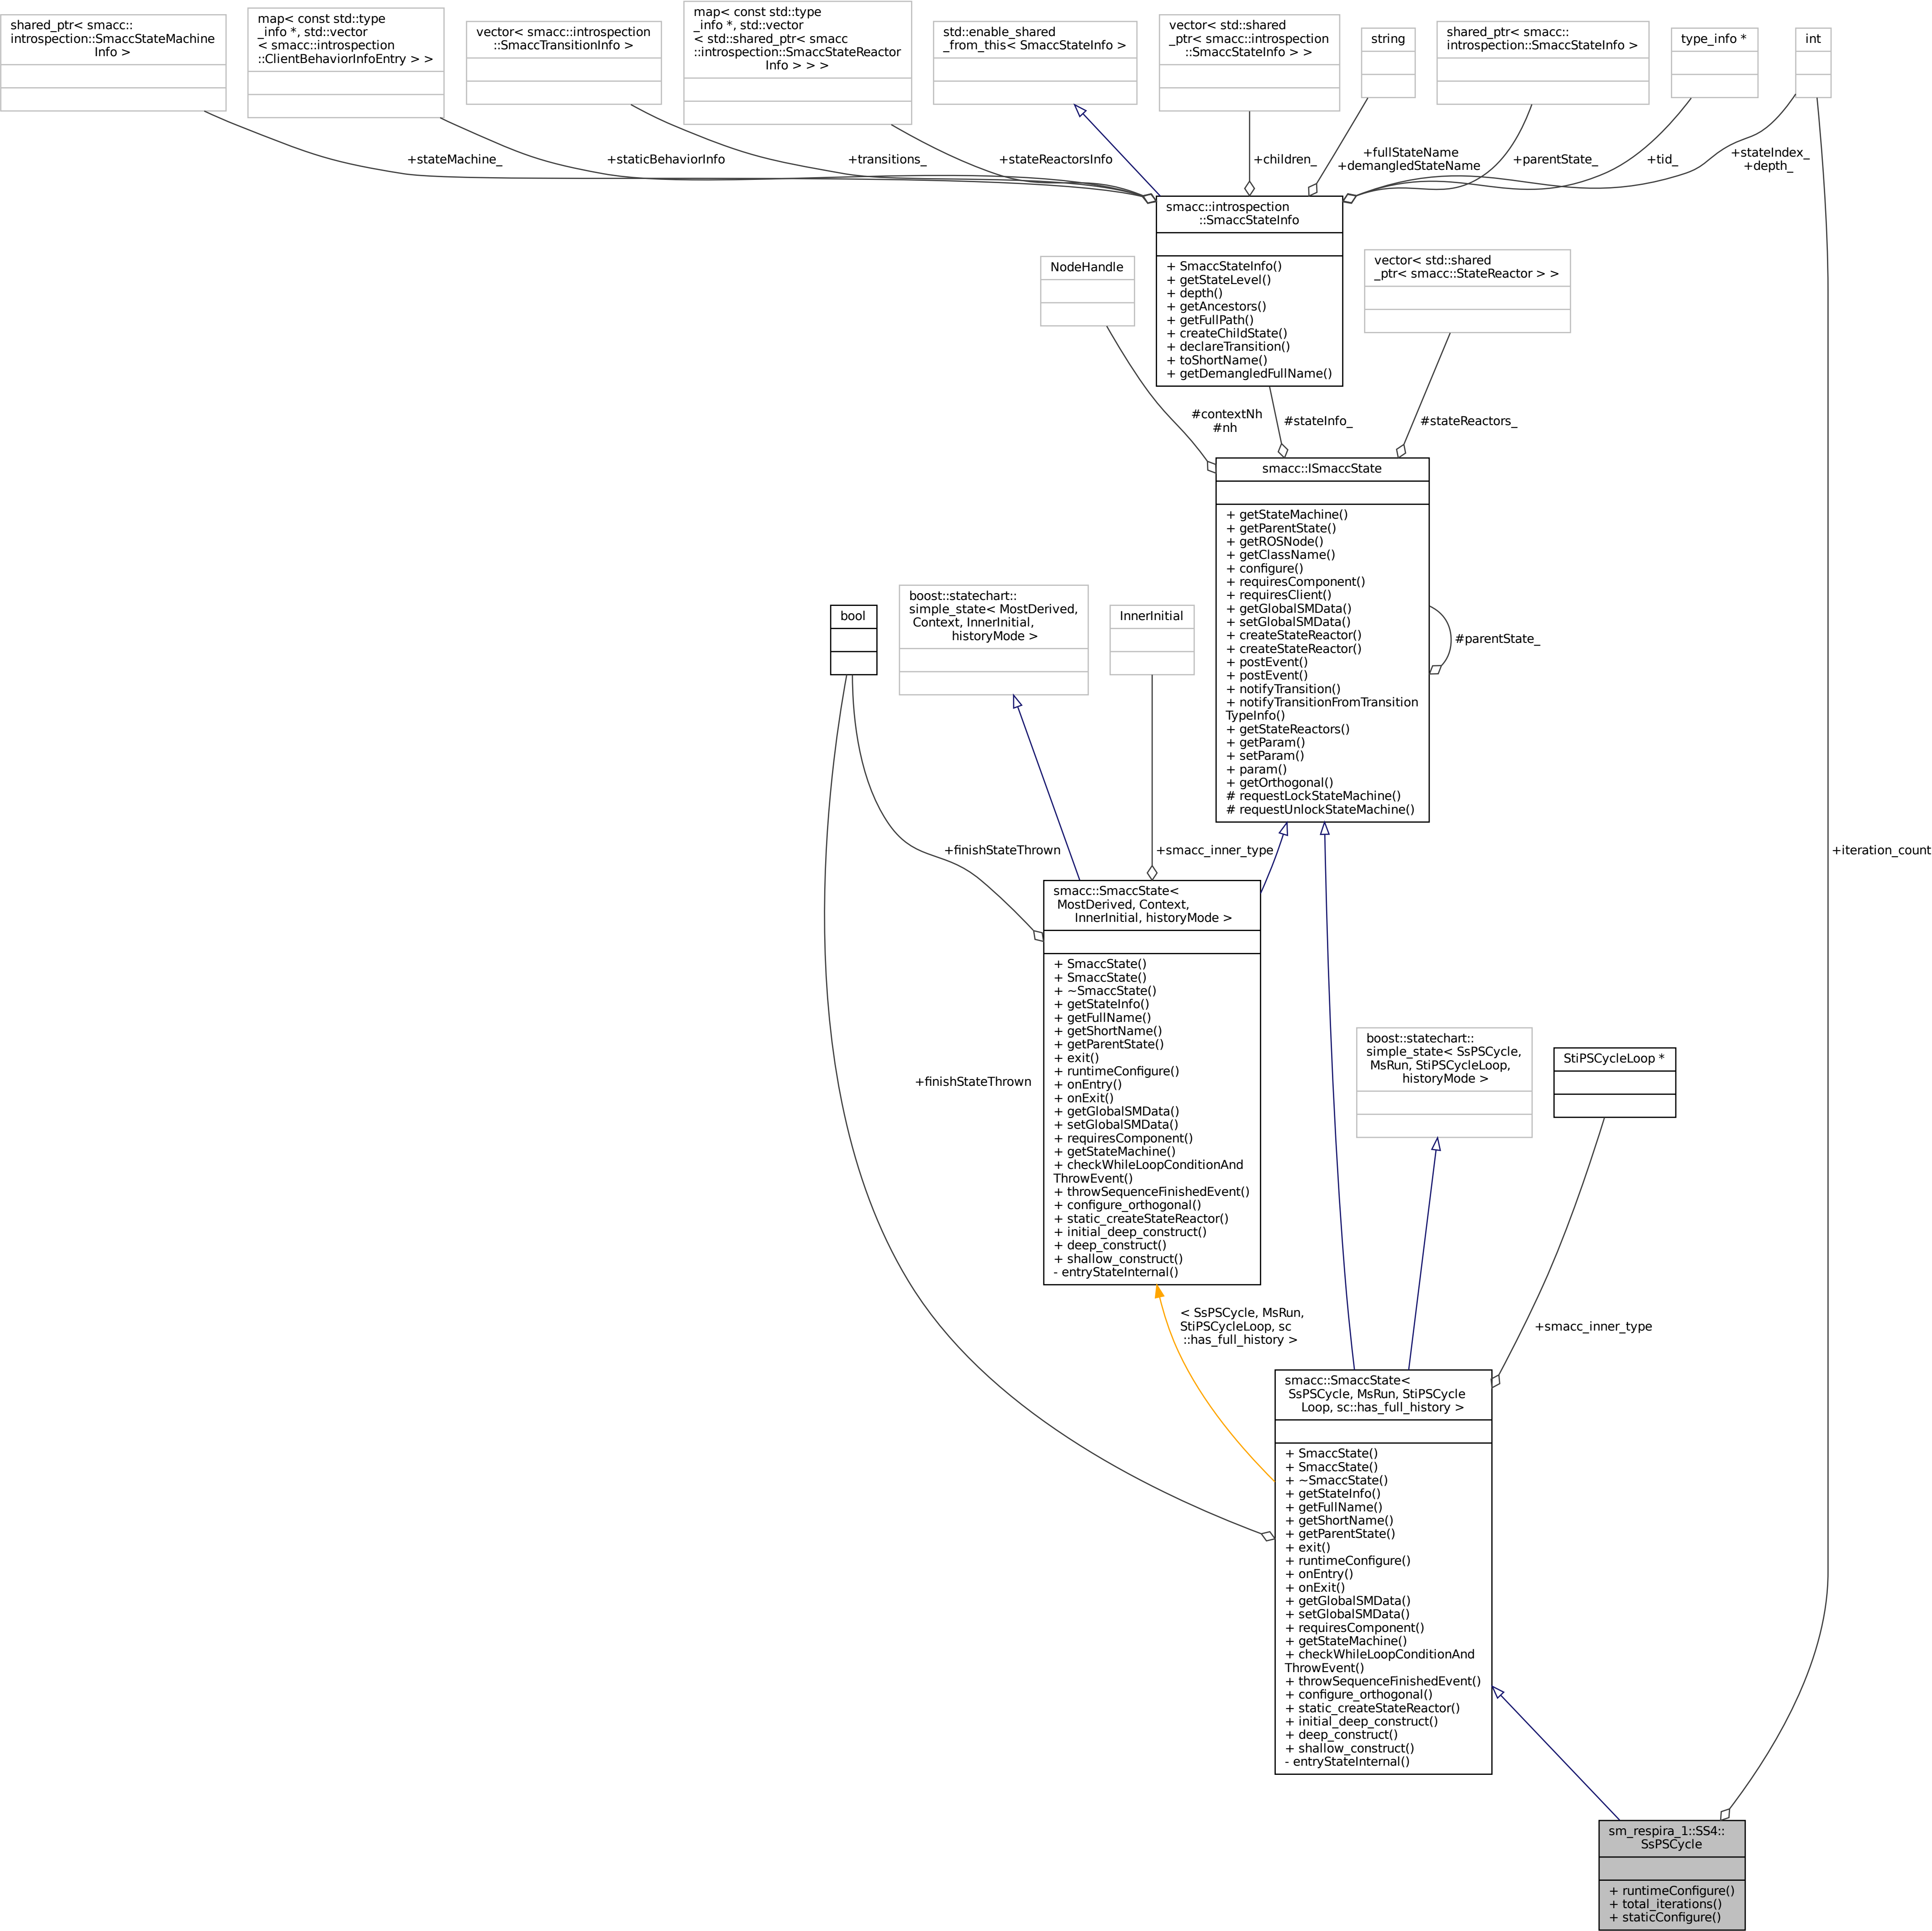 shared_ptr< smacc::
introspection::SmaccStateMachine
Info >
map< const std::type
_info *, std::vector
< smacc::introspection
::ClientBehaviorInfoEntry > >
vector< smacc::introspection
::SmaccTransitionInfo >
map< const std::type
_info *, std::vector
< std::shared_ptr< smacc
::introspection::SmaccStateReactor
Info > > >
std::enable_shared
_from_this< SmaccStateInfo >
vector< std::shared
_ptr< smacc::introspection
::SmaccStateInfo > >
string
shared_ptr< smacc::
introspection::SmaccStateInfo >
type_info *
int
+stateMachine_
+staticBehaviorInfo
+transitions_
+stateReactorsInfo
+children_
+fullStateName
+demangledStateName
+parentState_
+tid_
+stateIndex_
+depth_
smacc::introspection
::SmaccStateInfo
+ SmaccStateInfo()
+ getStateLevel()
+ depth()
+ getAncestors()
+ getFullPath()
+ createChildState()
+ declareTransition()
+ toShortName()
+ getDemangledFullName()
NodeHandle
vector< std::shared
_ptr< smacc::StateReactor > >
#contextNh
#nh
#stateInfo_
#stateReactors_
smacc::ISmaccState
+ getStateMachine()
+ getParentState()
+ getROSNode()
+ getClassName()
+ configure()
+ requiresComponent()
+ requiresClient()
+ getGlobalSMData()
+ setGlobalSMData()
+ createStateReactor()
+ createStateReactor()
+ postEvent()
+ postEvent()
+ notifyTransition()
+ notifyTransitionFromTransition
TypeInfo()
+ getStateReactors()
+ getParam()
+ setParam()
+ param()
+ getOrthogonal()
# requestLockStateMachine()
# requestUnlockStateMachine()
#parentState_
bool
boost::statechart::
simple_state< MostDerived,
Context, InnerInitial,
historyMode >
InnerInitial
+finishStateThrown
+smacc_inner_type
+iteration_count
smacc::SmaccState<
MostDerived, Context,
InnerInitial, historyMode >
+ SmaccState()
+ SmaccState()
+ ~SmaccState()
+ getStateInfo()
+ getFullName()
+ getShortName()
+ getParentState()
+ exit()
+ runtimeConfigure()
+ onEntry()
+ onExit()
+ getGlobalSMData()
+ setGlobalSMData()
+ requiresComponent()
+ getStateMachine()
+ checkWhileLoopConditionAnd
ThrowEvent()
+ throwSequenceFinishedEvent()
+ configure_orthogonal()
+ static_createStateReactor()
+ initial_deep_construct()
+ deep_construct()
+ shallow_construct()
- entryStateInternal()
+finishStateThrown
boost::statechart::
simple_state< SsPSCycle,
MsRun, StiPSCycleLoop,
historyMode >
StiPSCycleLoop *
< SsPSCycle, MsRun,
StiPSCycleLoop, sc
::has_full_history >
+smacc_inner_type
smacc::SmaccState<
SsPSCycle, MsRun, StiPSCycle
Loop, sc::has_full_history >
+ SmaccState()
+ SmaccState()
+ ~SmaccState()
+ getStateInfo()
+ getFullName()
+ getShortName()
+ getParentState()
+ exit()
+ runtimeConfigure()
+ onEntry()
+ onExit()
+ getGlobalSMData()
+ setGlobalSMData()
+ requiresComponent()
+ getStateMachine()
+ checkWhileLoopConditionAnd
ThrowEvent()
+ throwSequenceFinishedEvent()
+ configure_orthogonal()
+ static_createStateReactor()
+ initial_deep_construct()
+ deep_construct()
+ shallow_construct()
- entryStateInternal()
sm_respira_1::SS4::
SsPSCycle
+ runtimeConfigure()
+ total_iterations()
+ staticConfigure()